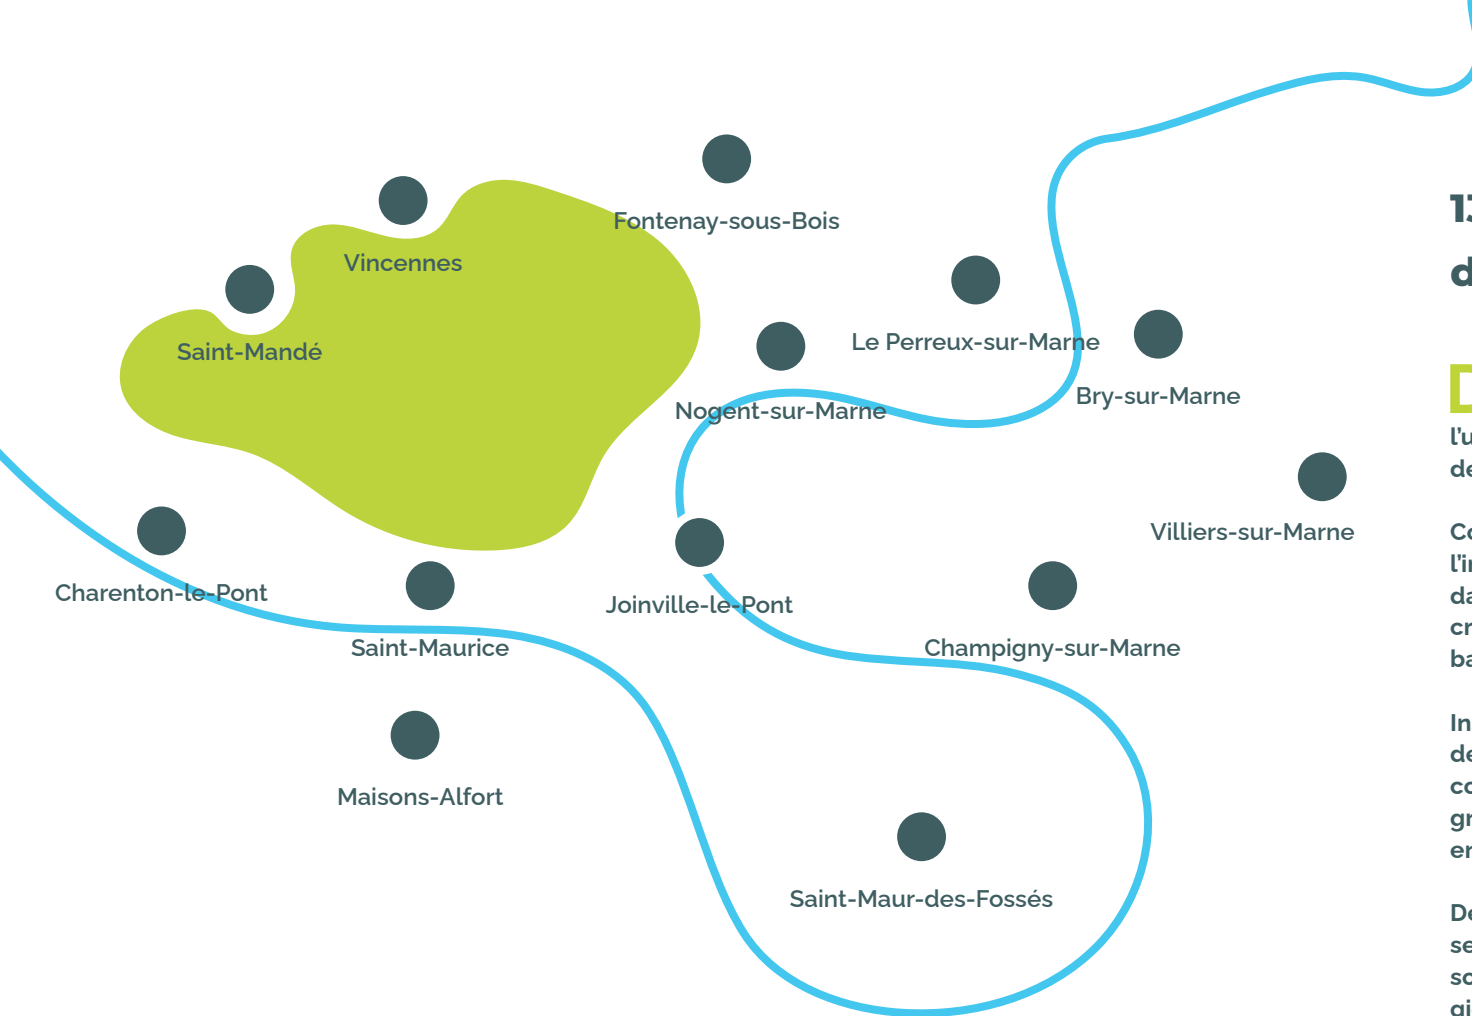 Fontenay-sous-Bois
Vincennes
Saint-Mandé
Le Perreux-sur-Marne
Bry-sur-Marne
Nogent-sur-Marne
Villiers-sur-Marne
Charenton-le-Pont
Joinville-le-Pont
Saint-Maurice
Champigny-sur-Marne
Maisons-Alfort
Saint-Maur-des-Fossés